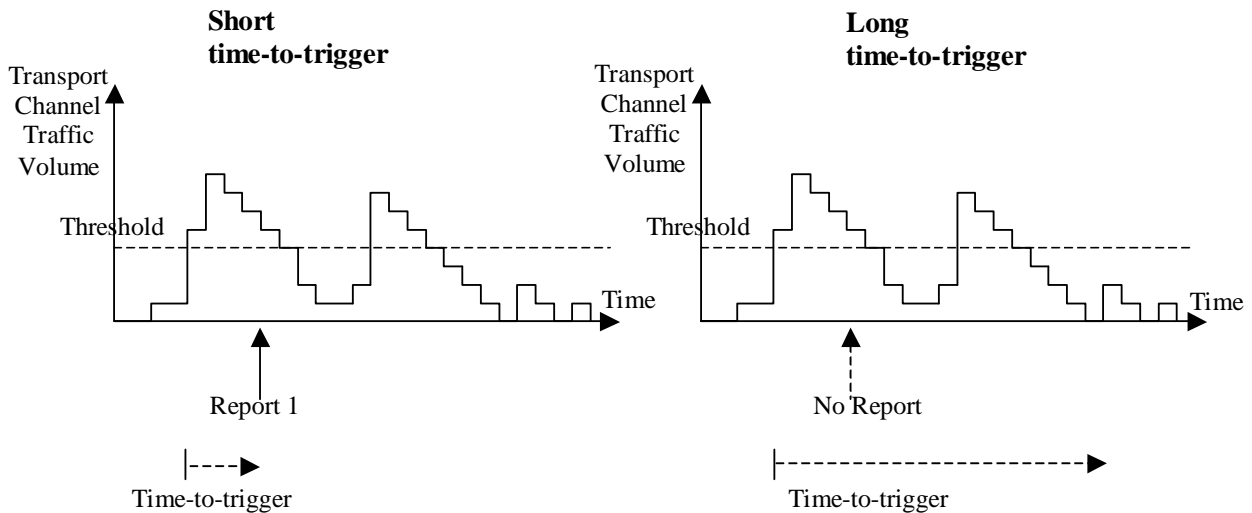 Short
time-to-trigger
Transport
Channel
Traffic
Volume
Threshold
Time
Report 1
Time-to-trigger
Long
time-to-trigger
Transport
Channel
Traffic
Volume
Threshold
Time
No Report
Time-to-trigger